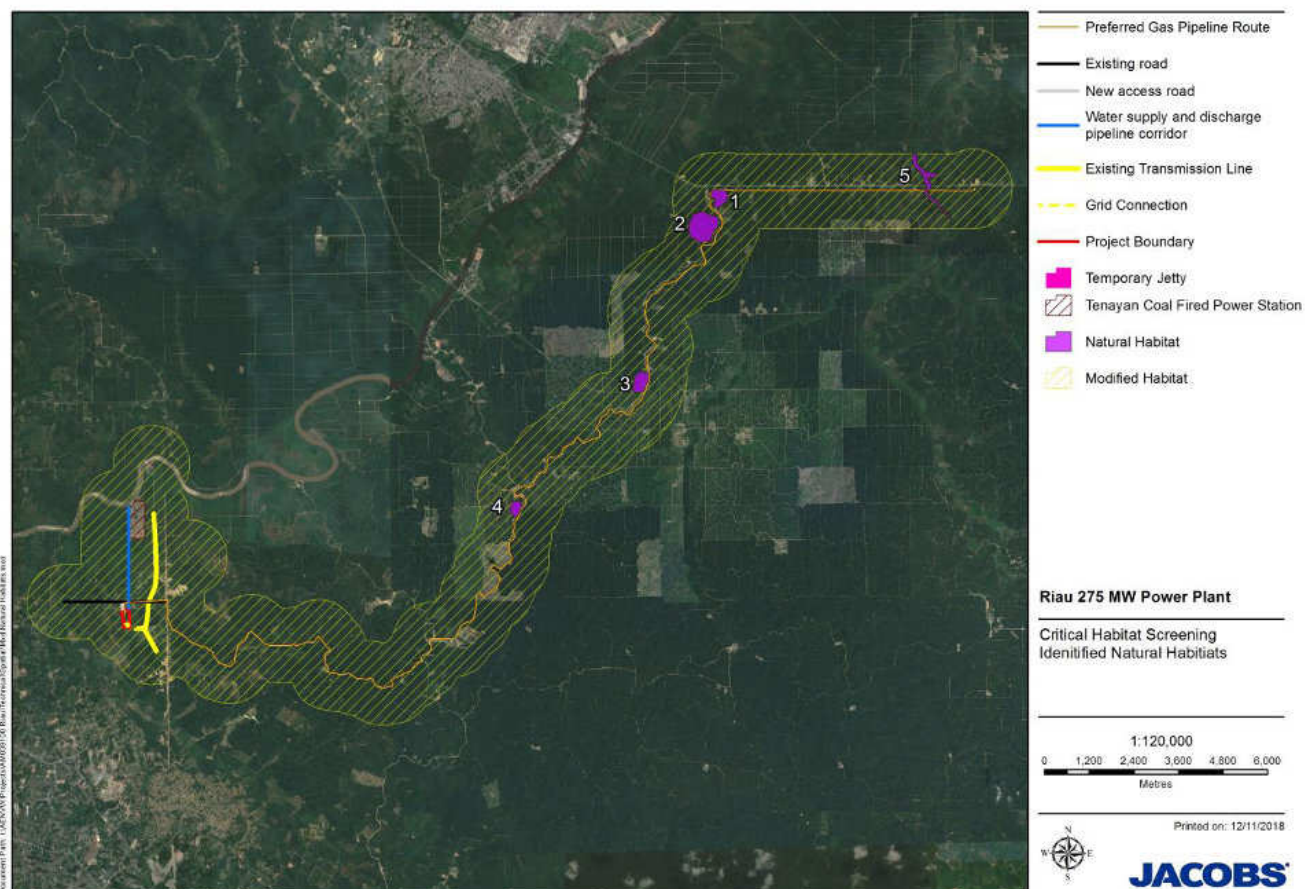 1
2
3
4
5
Preferred Gas Pipeline Route
Existing road
New access road
Water supply and discharge
pipeline corridor
Existing Transmission Line
Grid Connection
Project Boundary
Temporary Jetty
Tenayan Coal Fired Power Station
Natural Habitat
Modified Habitat
Riau 275 MW Power Plant
Critical Habitat Screening
Idenitified Natural Habitiats
1:120,000
0 1,200 2,400 3,600 4,800 6,000
Metres
N
W E
S
Printed on: 12/11/2018
JACOBS